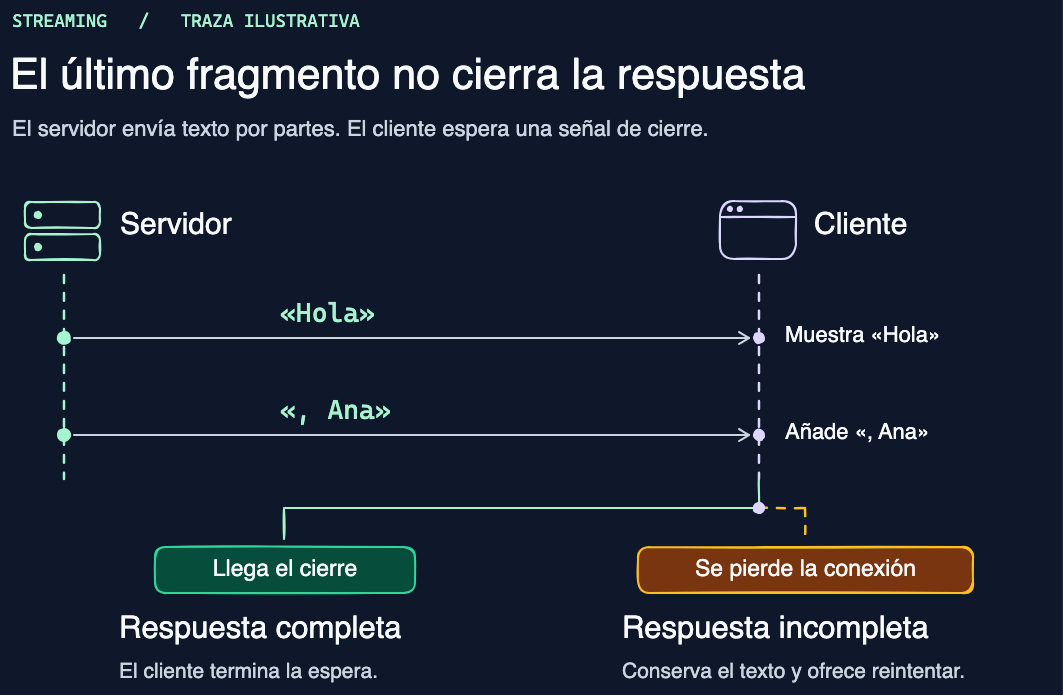 STREAMING / TRAZA ILUSTRATIVA
El último fragmento no cierra la respuesta
El servidor envía texto por partes. El cliente espera una señal de cierre.
Servidor
Cliente
«Hola»
Muestra «Hola»
«, Ana»
Añade «, Ana»
Llega el cierre
Se pierde la conexión
Respuesta completa
Respuesta incompleta
El cliente termina la espera.
Conserva el texto y ofrece reintentar.